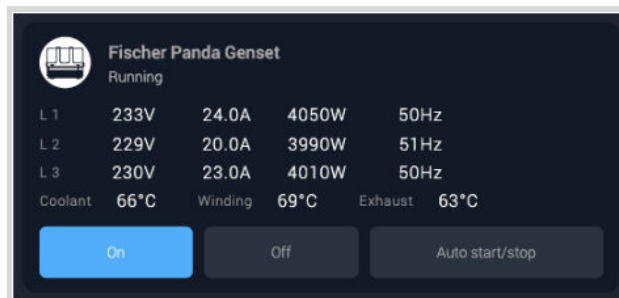 Fischer Panda Genset
Running
L 1 233V 24.0A 4050W 50Hz
L 2 229V 20.0A 3990W 51Hz
L 3 230V 23.0A 4010W 50Hz
Coolant 66°C Winding 69°C Exhaust 63°C
On Off Auto start/stop